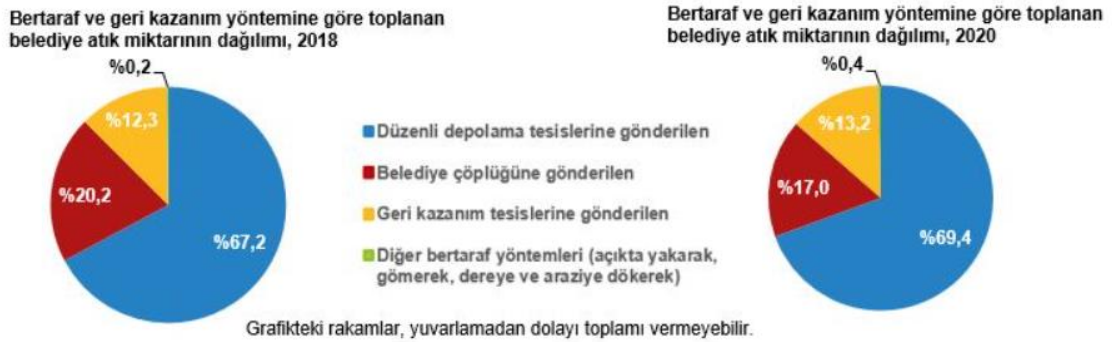 Bertaraf ve geri kazanım yöntemine göre toplanan
belediye atık miktarının dağılımı, 2018
%0,2
%12,3
%20,2
%67,2
Düzenli depolama tesislerine gönderilen
Belediye çöplüğüne gönderilen
Geri kazanım tesislerine gönderilen
Diğer bertaraf yöntemleri (açıkta yakarak,
gömerek, dereye ve araziye dökerek)
Bertaraf ve geri kazanım yöntemine göre toplanan
belediye atık miktarının dağılımı, 2020
%0,4
%13,2
%17,0
%69,4
Grafikteki rakamlar, yuvarlamadan dolayı toplamı vermeyebilir.